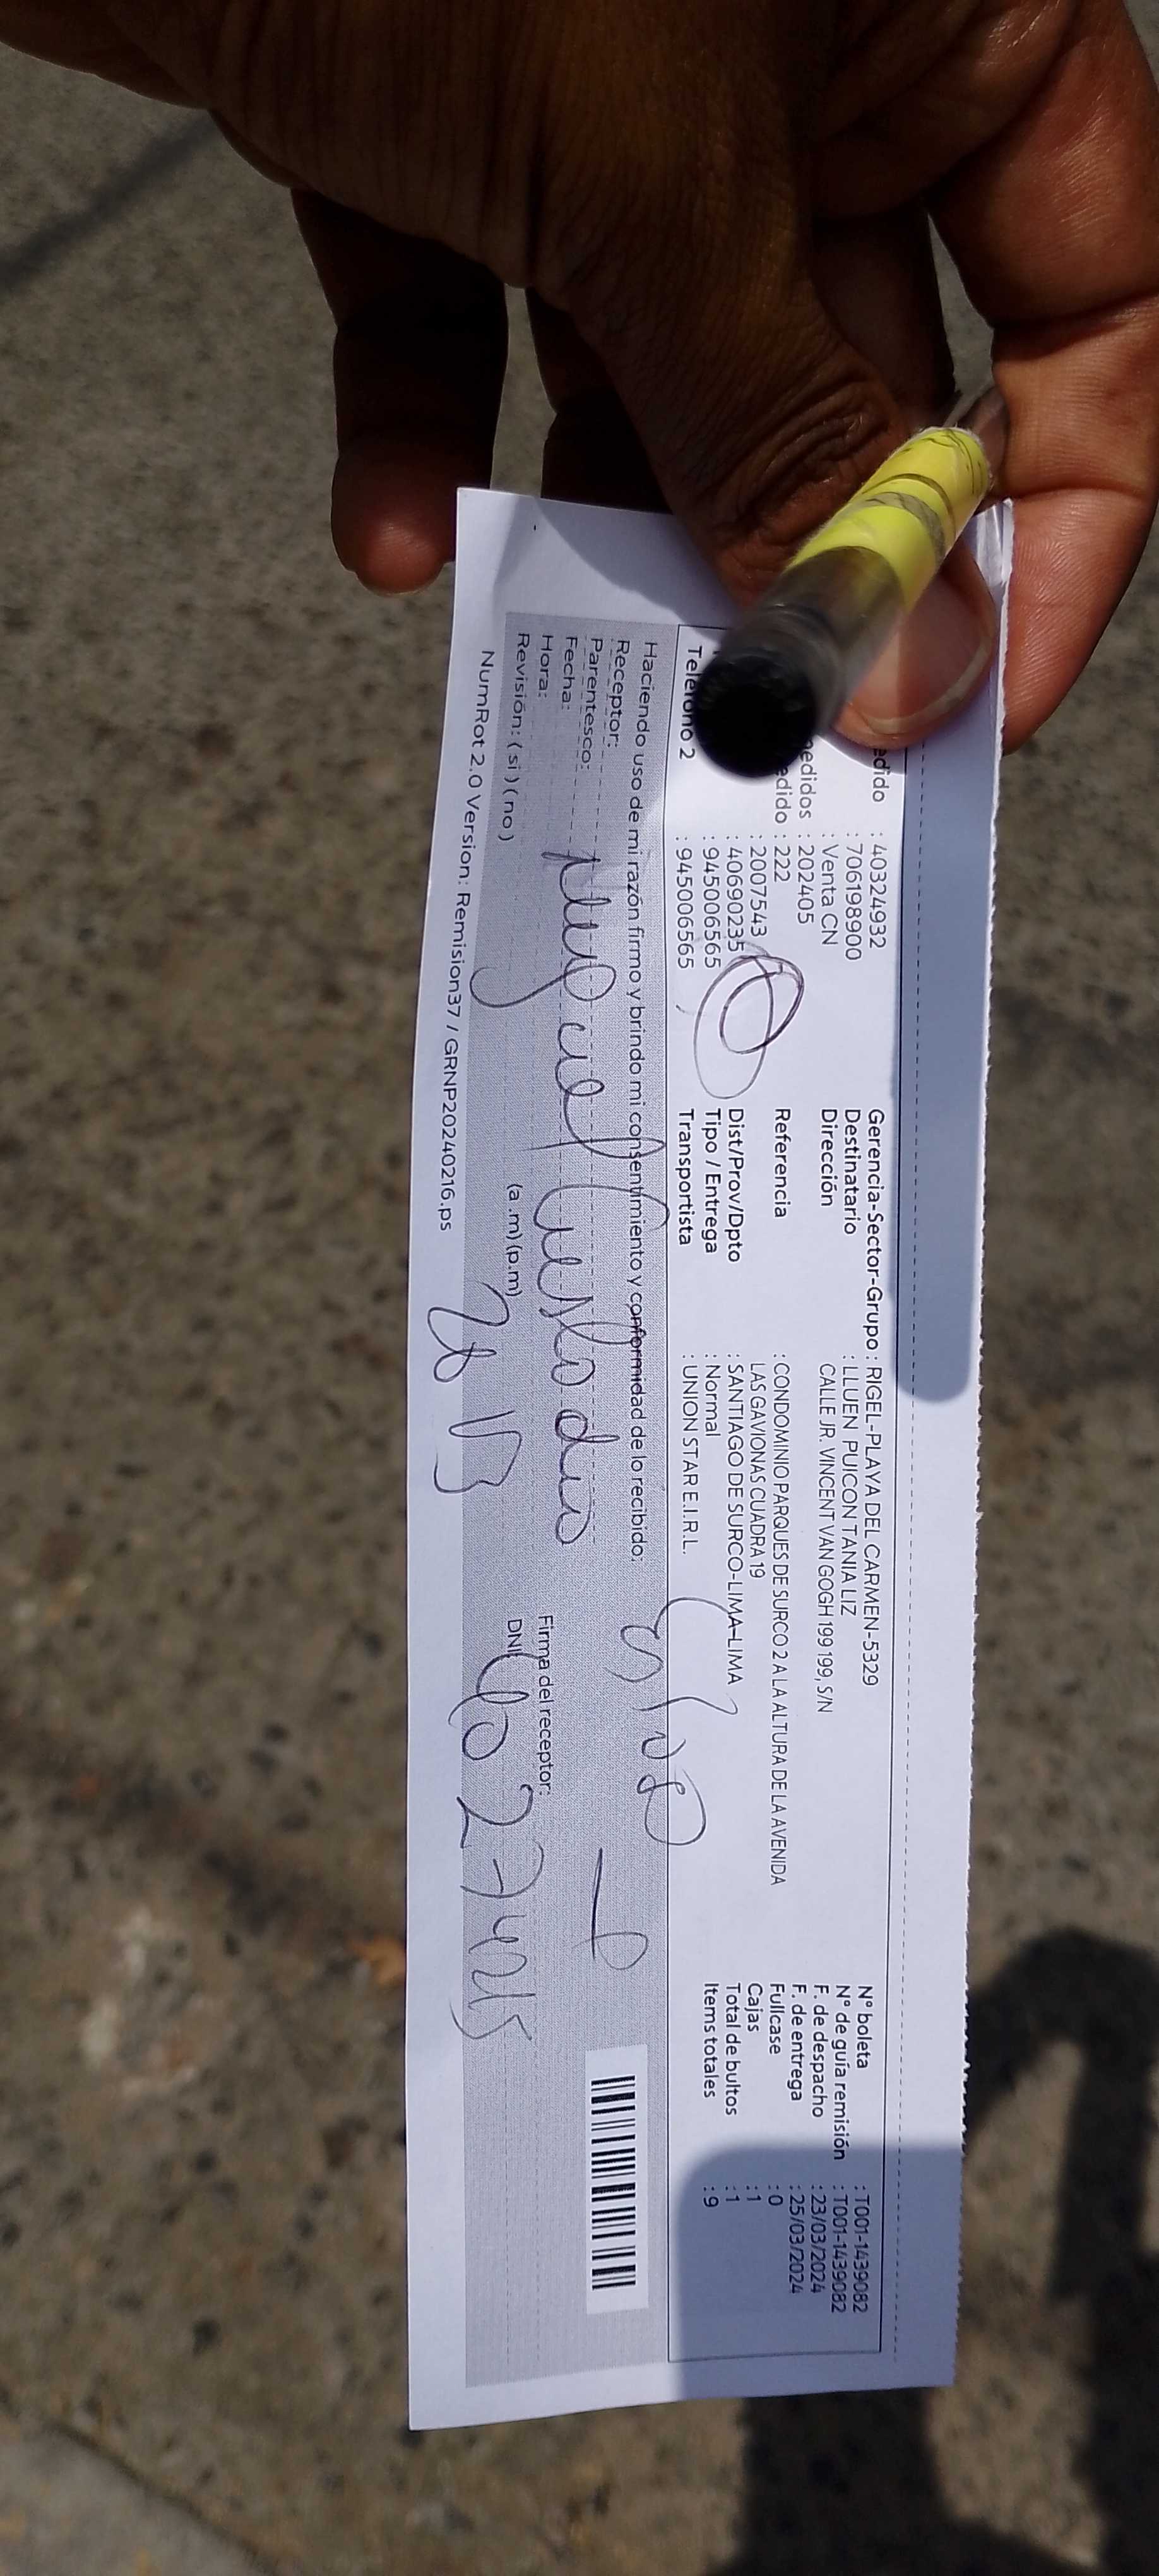 edido : 40324932
: 706198900
: Venta CN
pedidos : 202405
edido : 222
: 2007543
: 40690235
: 945006565
Teléfono 2 : 945006565
Gerencia-Sector-Grupo : RIGEL-PLAYA DEL CARMEN-5329
Destinatario : LLUEN PUICON TANIA LIZ
Dirección CALLE JR. VINCENT VAN GOGH 199 199, S/N
Referencia : CONDOMINIO PARQUES DE SURCO 2 A LA ALTURA DE LA AVENIDA
LAS GAVIONAS CUADRA 19
Dist/Prov/Dpto : SANTIAGO DE SURCO-LIMA-LIMA
Tipo / Entrega : Normal
Transportista : UNION STAR E.I.R.L.
N° boleta : T001-1439082
N° de guía remisión : T001-1439082
F. de despacho : 23/03/2024
F. de entrega : 25/03/2024
Fullcase : 0
Cajas : 1
Total de bultos : 1
Items totales : 9
Haciendo uso de mi razón firmo y brindo mi consentimiento y conformidad de lo recibido:
Receptor:
Parentesco:
Fecha:
Hora: (a.m) (p.m)
Revisión: ( si ) ( no )
Firma del receptor:
DNI
NumRot 2.0 Version: Remision37 / GRNP20240216.ps